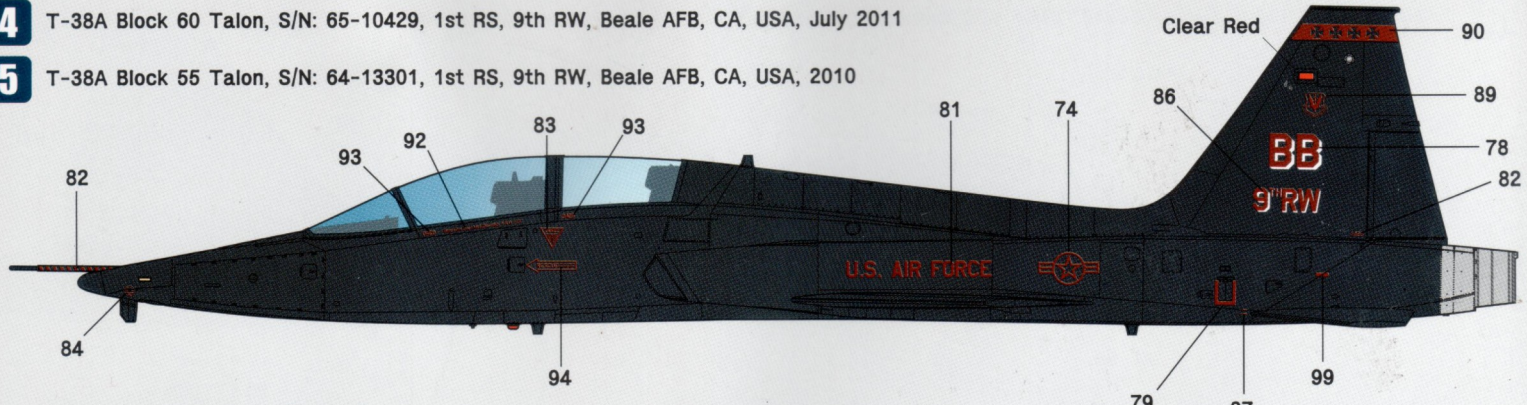 4 T-38A Block 60 Talon, S/N: 65-10429, 1st RS, 9th RW, Beale AFB, CA, USA, July 2011
5 T-38A Block 55 Talon, S/N: 64-13301, 1st RS, 9th RW, Beale AFB, CA, USA, 2010
Clear Red
90
89
86
78
82
81
74
83
93
92
93
82
BB
9THRW
U.S. AIR FORCE
84
94
99
79
97